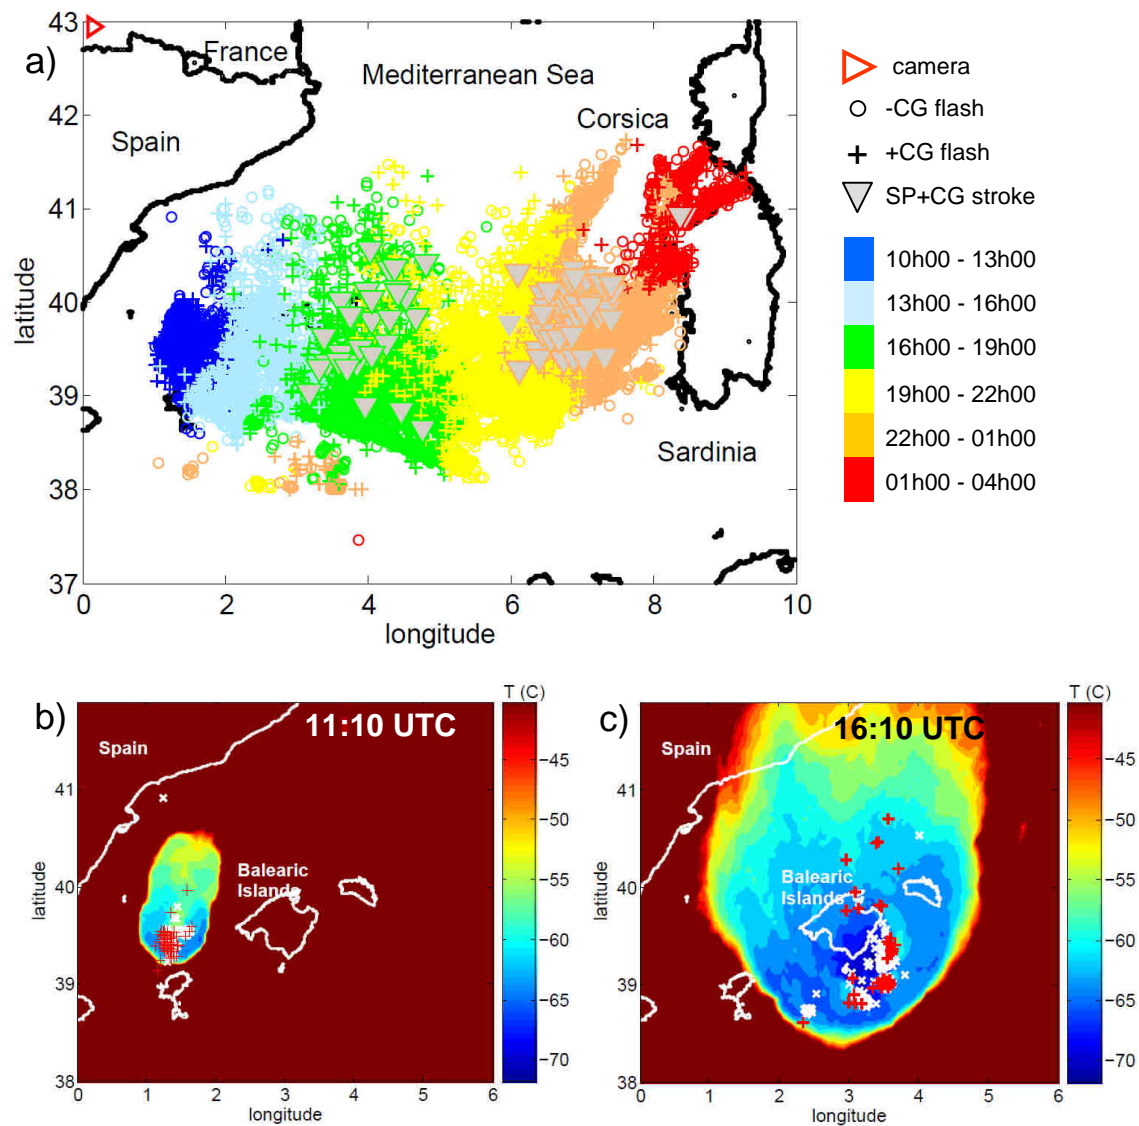 a)
43
42
41
40
39
38
37
latitude
0
2
4
6
8
10
longitude
France
Mediterranean Sea
Spain
Corsica
Sardinia
camera
-CG flash
+CG flash
SP+CG stroke
10h00 - 13h00
13h00 - 16h00
16h00 - 19h00
19h00 - 22h00
22h00 - 01h00
01h00 - 04h00
b)
11:10 UTC
Spain
Balearic
Islands
41
40
39
38
latitude
0
1
2
3
4
5
6
longitude
T (C)
−45
−50
−55
−60
−65
−70
c)
16:10 UTC
Spain
Balearic
Islands
41
40
39
38
latitude
0
1
2
3
4
5
6
longitude
T (C)
−45
−50
−55
−60
−65
−70